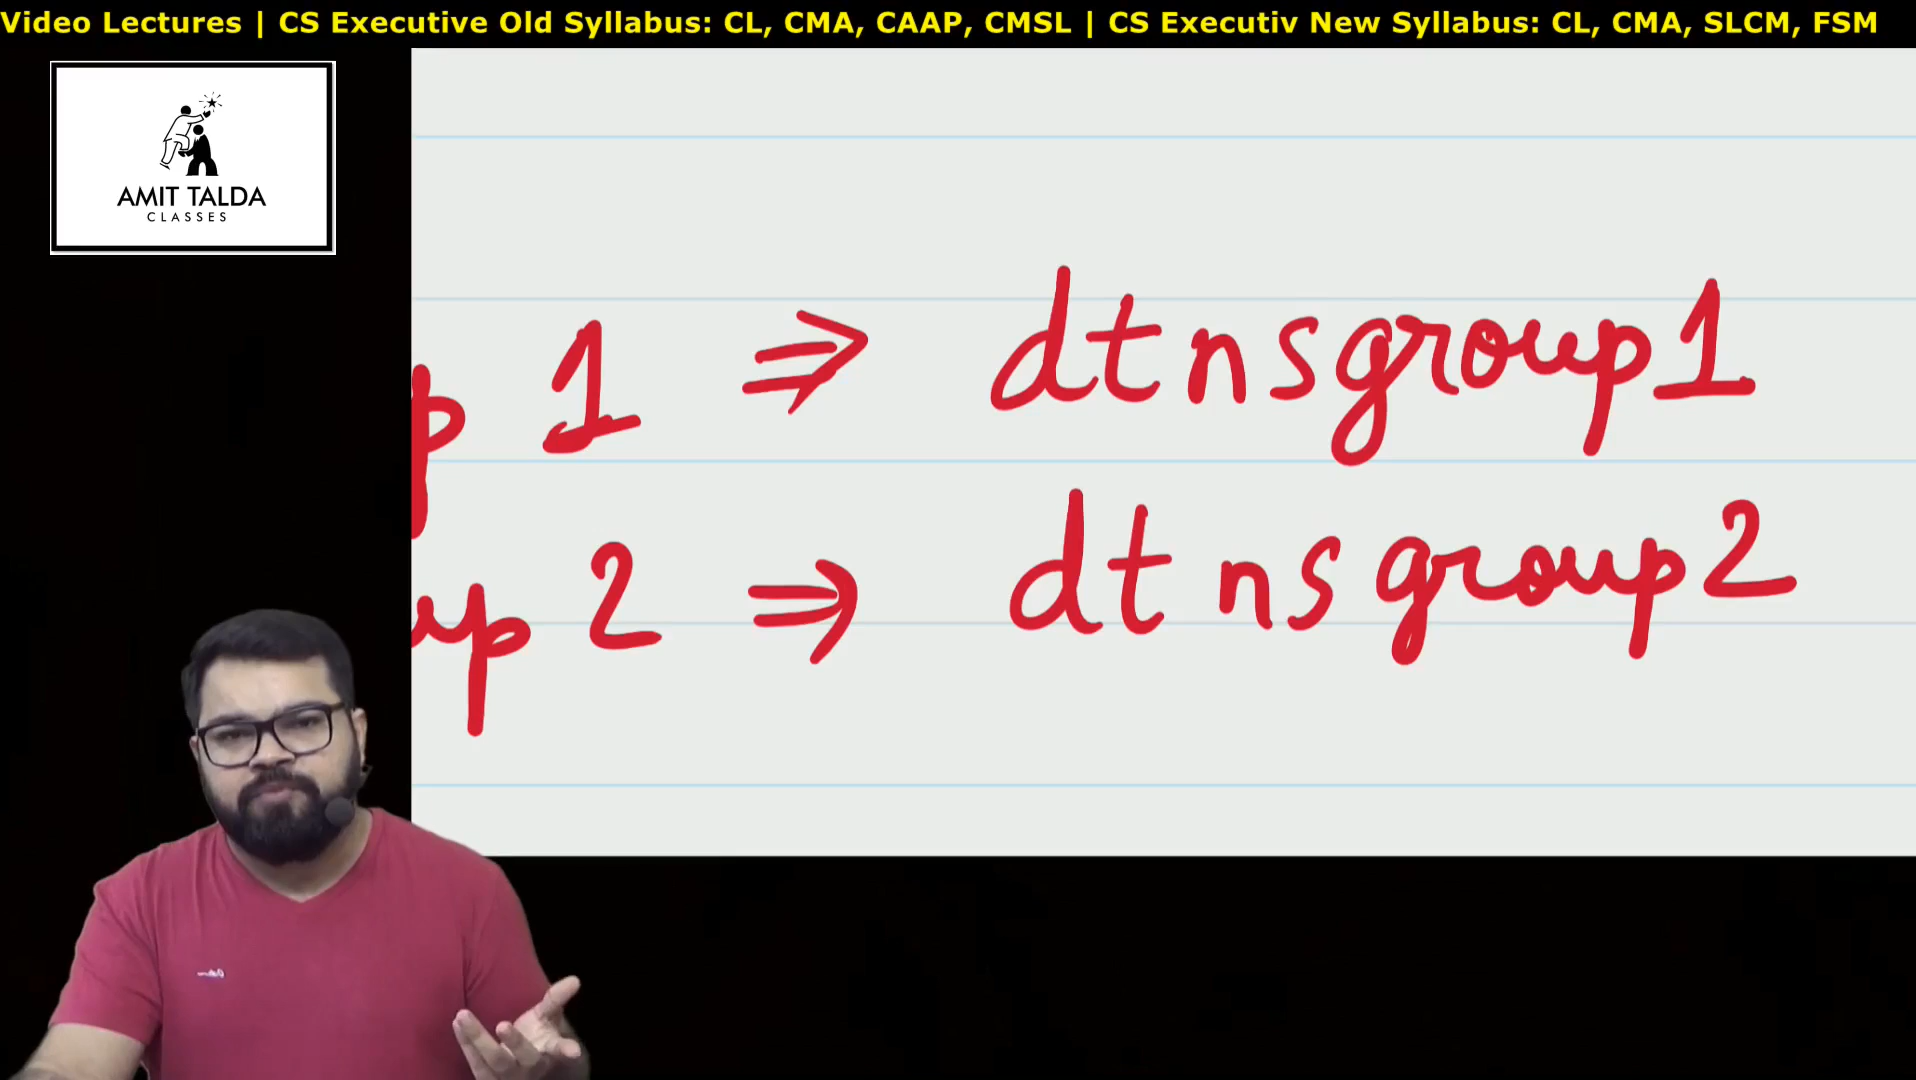 Video Lectures | CS Executive Old Syllabus: CL, CMA, CAAP, CMSL | CS Executiv New Syllabus: CL, CMA, SLCM, FSM
AMIT TALDA
CLASSES
p 1 ⇒ dtnsgroup1
up 2 ⇒ dtnsgroup2